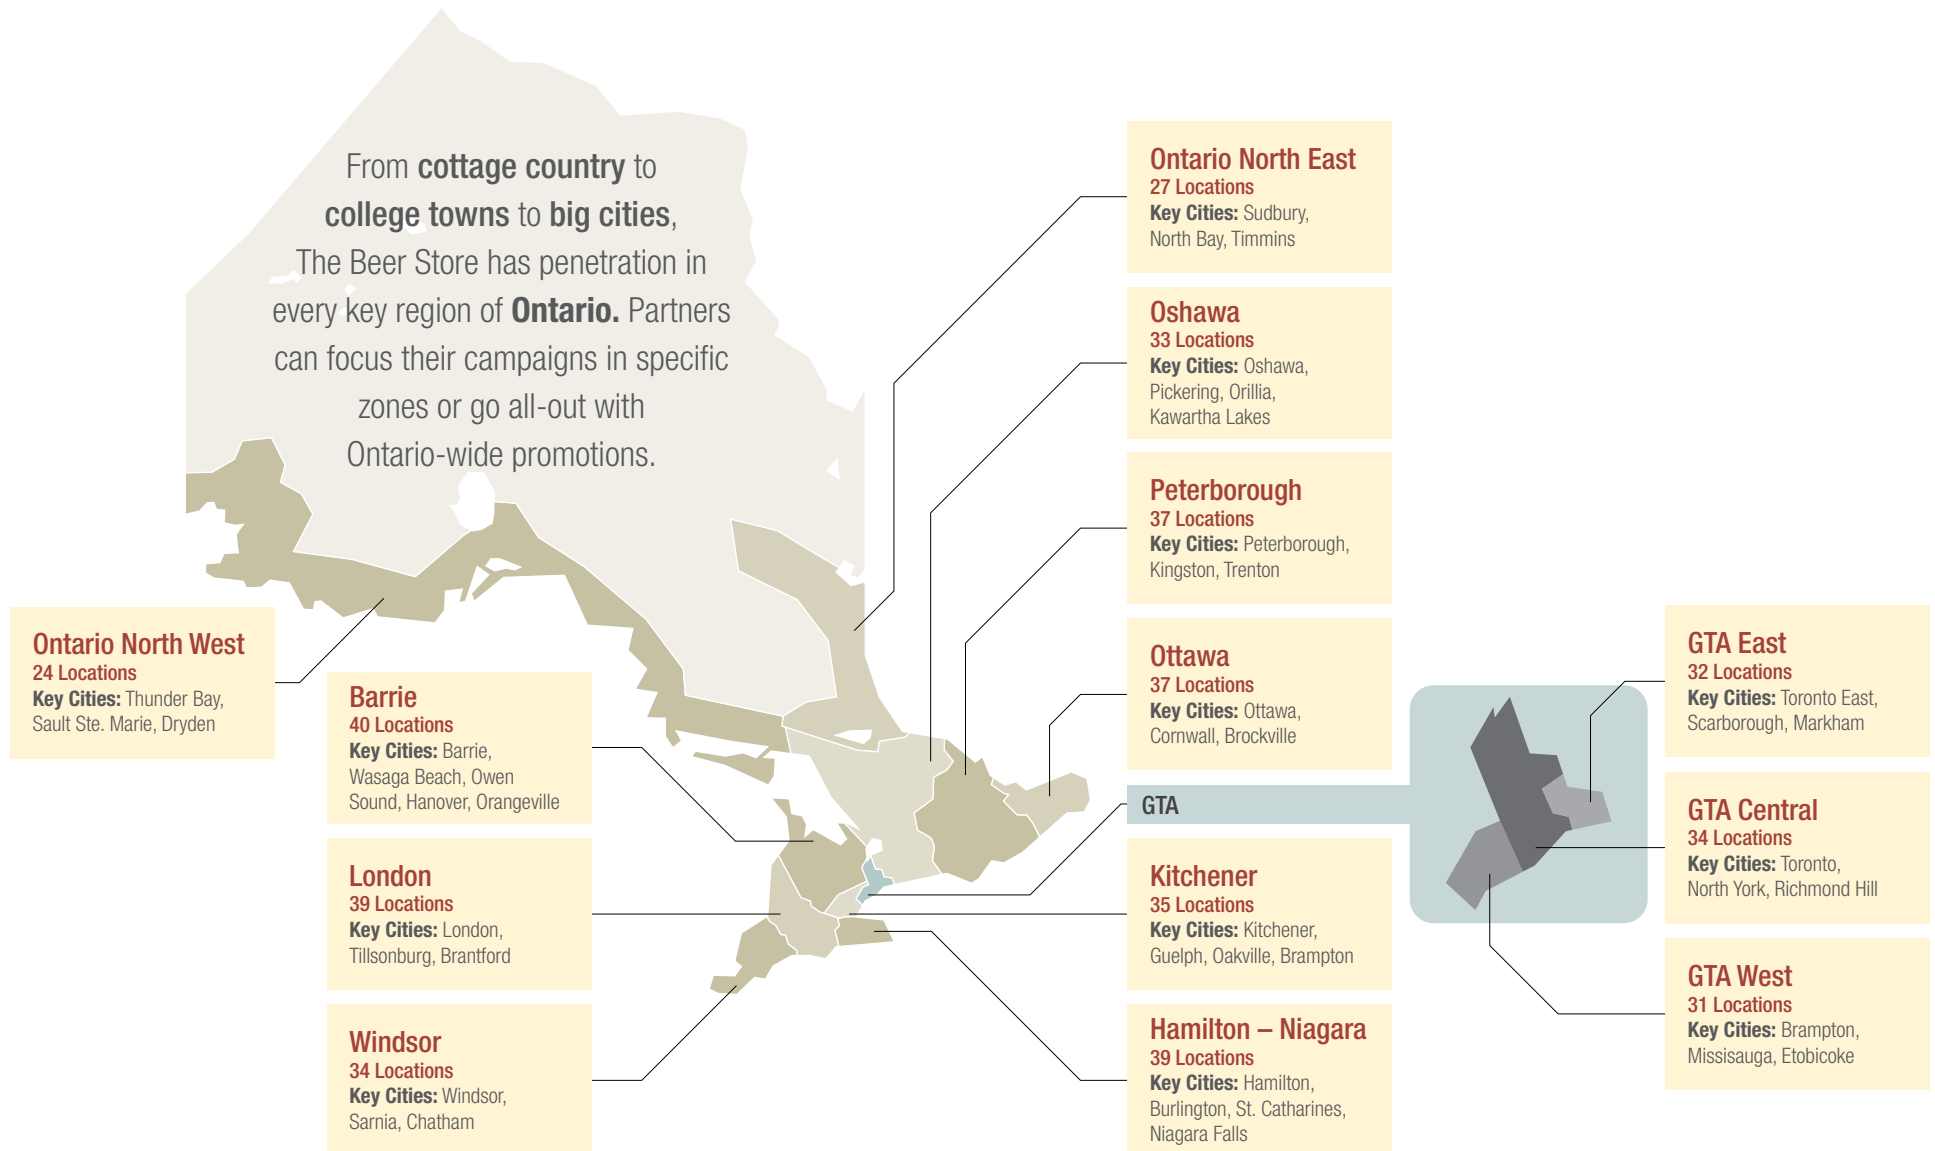 From cottage country to
college towns to big cities,
The Beer Store has penetration in
every key region of Ontario. Partners
can focus their campaigns in specific
zones or go all-out with
Ontario-wide promotions.
Ontario North West
24 Locations
Key Cities: Thunder Bay,
Sault Ste. Marie, Dryden
Barrie
40 Locations
Key Cities: Barrie,
Wasaga Beach, Owen
Sound, Hanover, Orangeville
London
39 Locations
Key Cities: London,
Tillsonburg, Brantford
Windsor
34 Locations
Key Cities: Windsor,
Sarnia, Chatham
Ontario North East
27 Locations
Key Cities: Sudbury,
North Bay, Timmins
Oshawa
33 Locations
Key Cities: Oshawa,
Pickering, Orillia,
Kawartha Lakes
Peterborough
37 Locations
Key Cities: Peterborough,
Kingston, Trenton
Ottawa
37 Locations
Key Cities: Ottawa,
Cornwall, Brockville
GTA
Kitchener
35 Locations
Key Cities: Kitchener,
Guelph, Oakville, Brampton
Hamilton – Niagara
39 Locations
Key Cities: Hamilton,
Burlington, St. Catharines,
Niagara Falls
GTA East
32 Locations
Key Cities: Toronto East,
Scarborough, Markham
GTA Central
34 Locations
Key Cities: Toronto,
North York, Richmond Hill
GTA West
31 Locations
Key Cities: Brampton,
Missisauga, Etobicoke